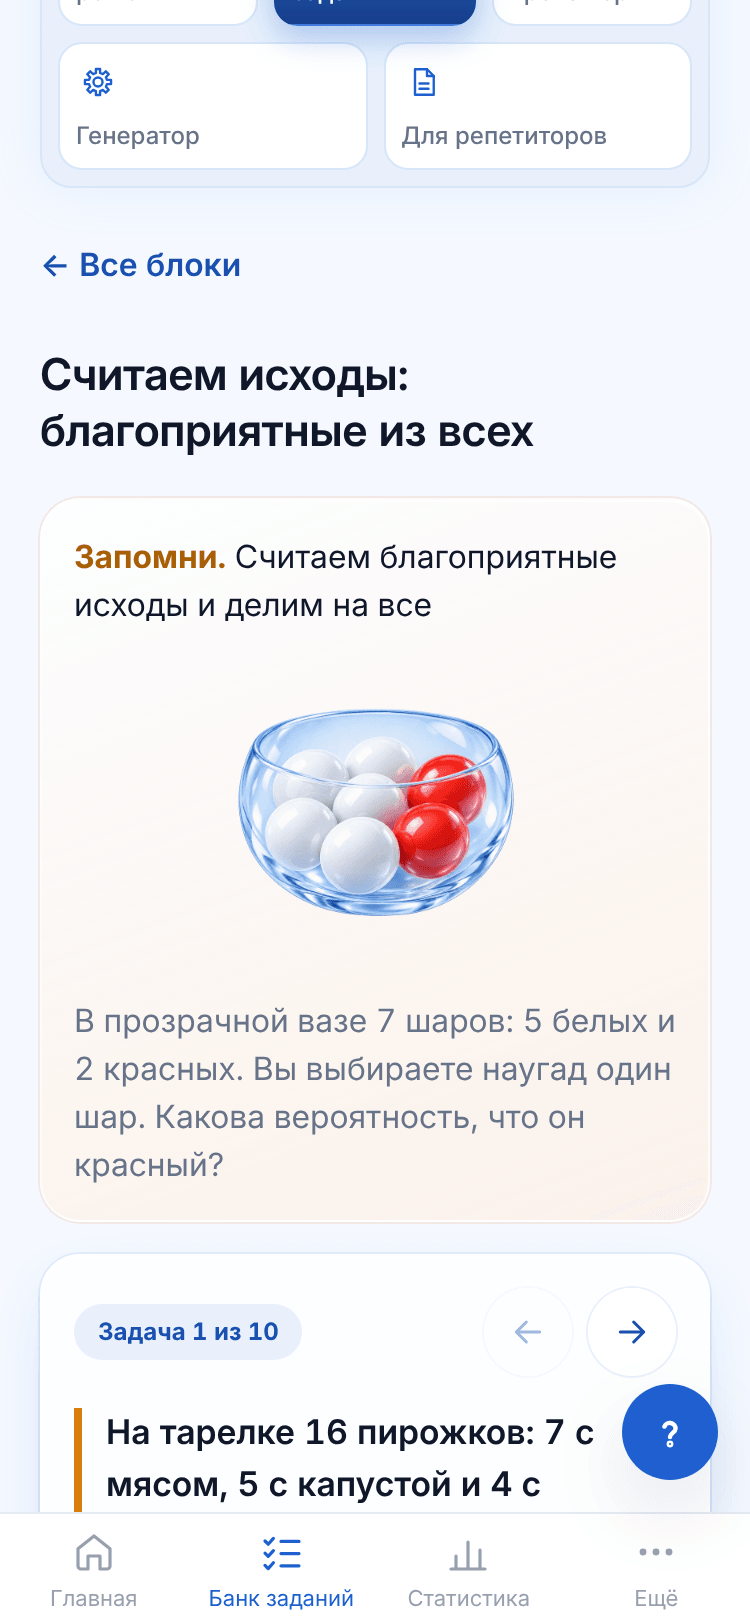 Генератор
Для репетиторов
← Все блоки
Считаем исходы:
благоприятные из всех
Запомни. Считаем благоприятные
исходы и делим на все
В прозрачной вазе 7 шаров: 5 белых и
2 красных. Вы выбираете наугад один
шар. Какова вероятность, что он
красный?
Задача 1 из 10
На тарелке 16 пирожков: 7 с
мясом, 5 с капустой и 4 с
?
Главная
Банк заданий
Статистика
Ещё